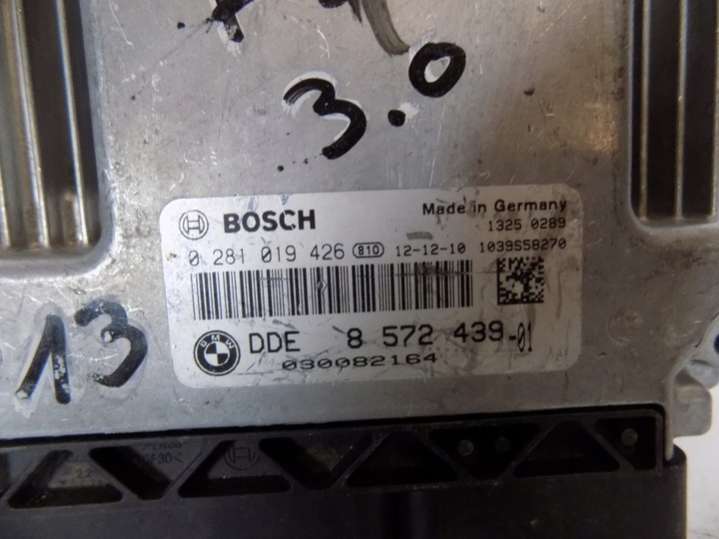 3.0
BOSCH Made in Germany
1325 0289
0 281 019 426 810 12-12-10 1039S58270
BMW DDE 8 572 439-01
030082164
13